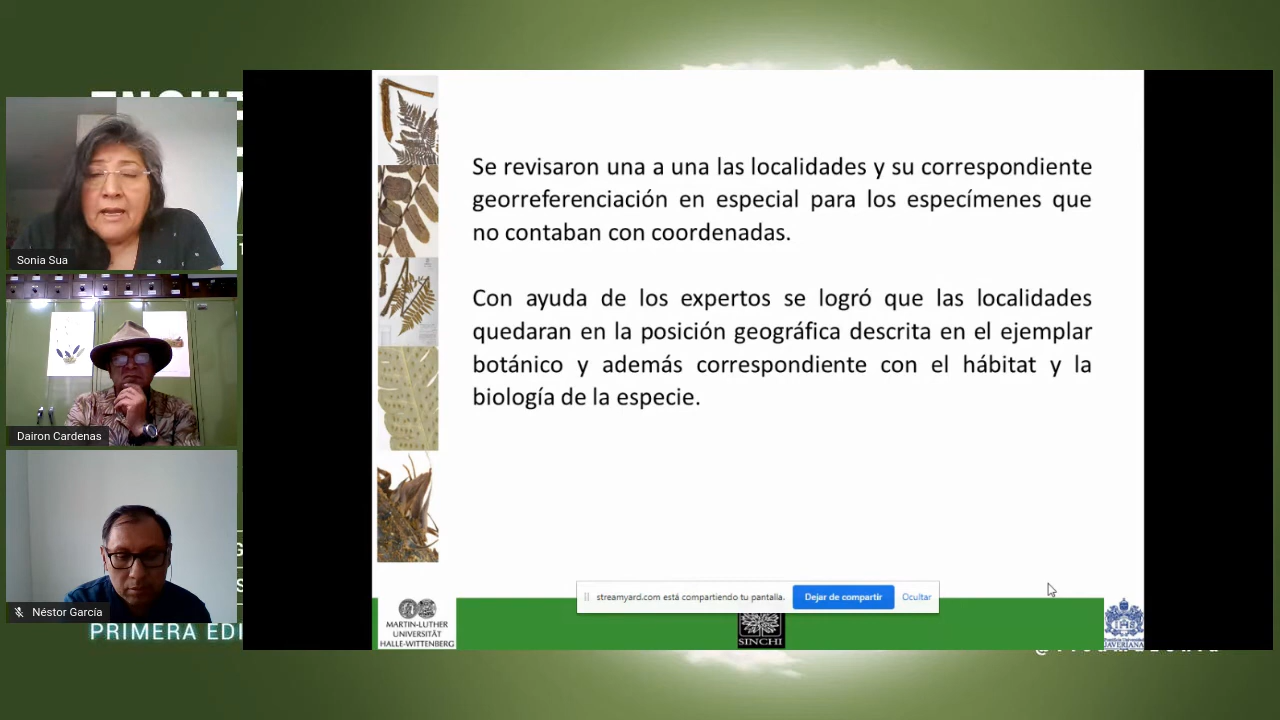 Sonia Sua
Dairon Cardenas
Néstor García
PRIMERA EDI
Se revisaron una a una las localidades y su correspondiente
georreferenciación en especial para los especímenes que
no contaban con coordenadas.
Con ayuda de los expertos se logró que las localidades
quedaran en la posición geográfica descrita en el ejemplar
botánico y además correspondiente con el hábitat y la
biología de la especie.
streamyard.com está compartiendo tu pantalla.
Dejar de compartir
Ocultar
MARTIN-LUTHER
UNIVERSITÄT
HALLE-WITTENBERG
SINCHI
Pontificia Universidad
JAVERIANA